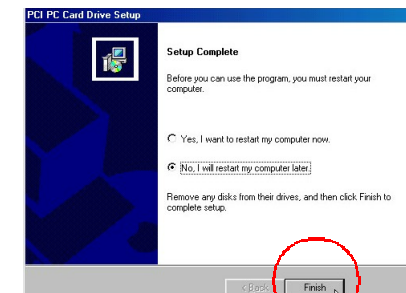 PCI PC Card Drive Setup
Setup Complete
Before you can use the program, you must restart your
computer.
Yes, I want to restart my computer now.
No, I will restart my computer later.
Remove any disks from their drives, and then click Finish to
complete setup.
< Back Finish